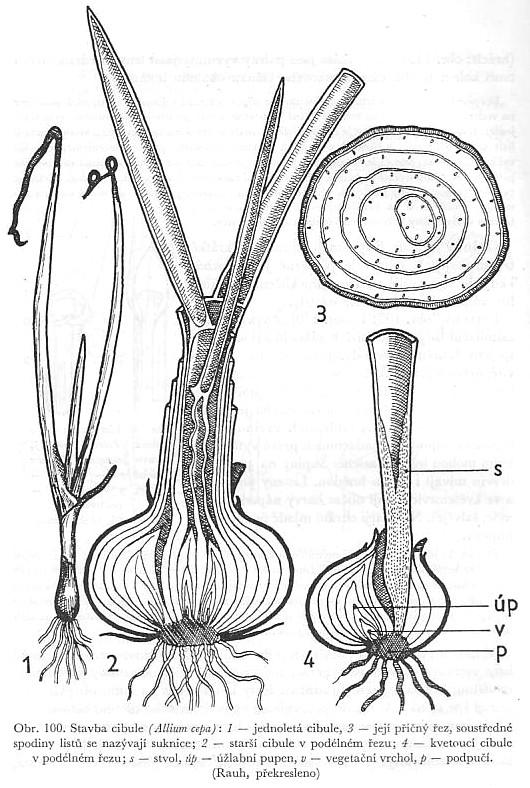 3
s
úp
v
p
1
2
4
Obr. 100. Stavba cibule (Allium cepa): 1 — jednoletá cibule, 3 — její příčný řez, soustředné
spodiny listů se nazývají suknice; 2 — starší cibule v podélném řezu; 4 — kvetoucí cibule
v podélném řezu; s — stvol, úp — úžlabní pupen, v — vegetační vrchol, p — podpučí.
(Rauh, překresleno)